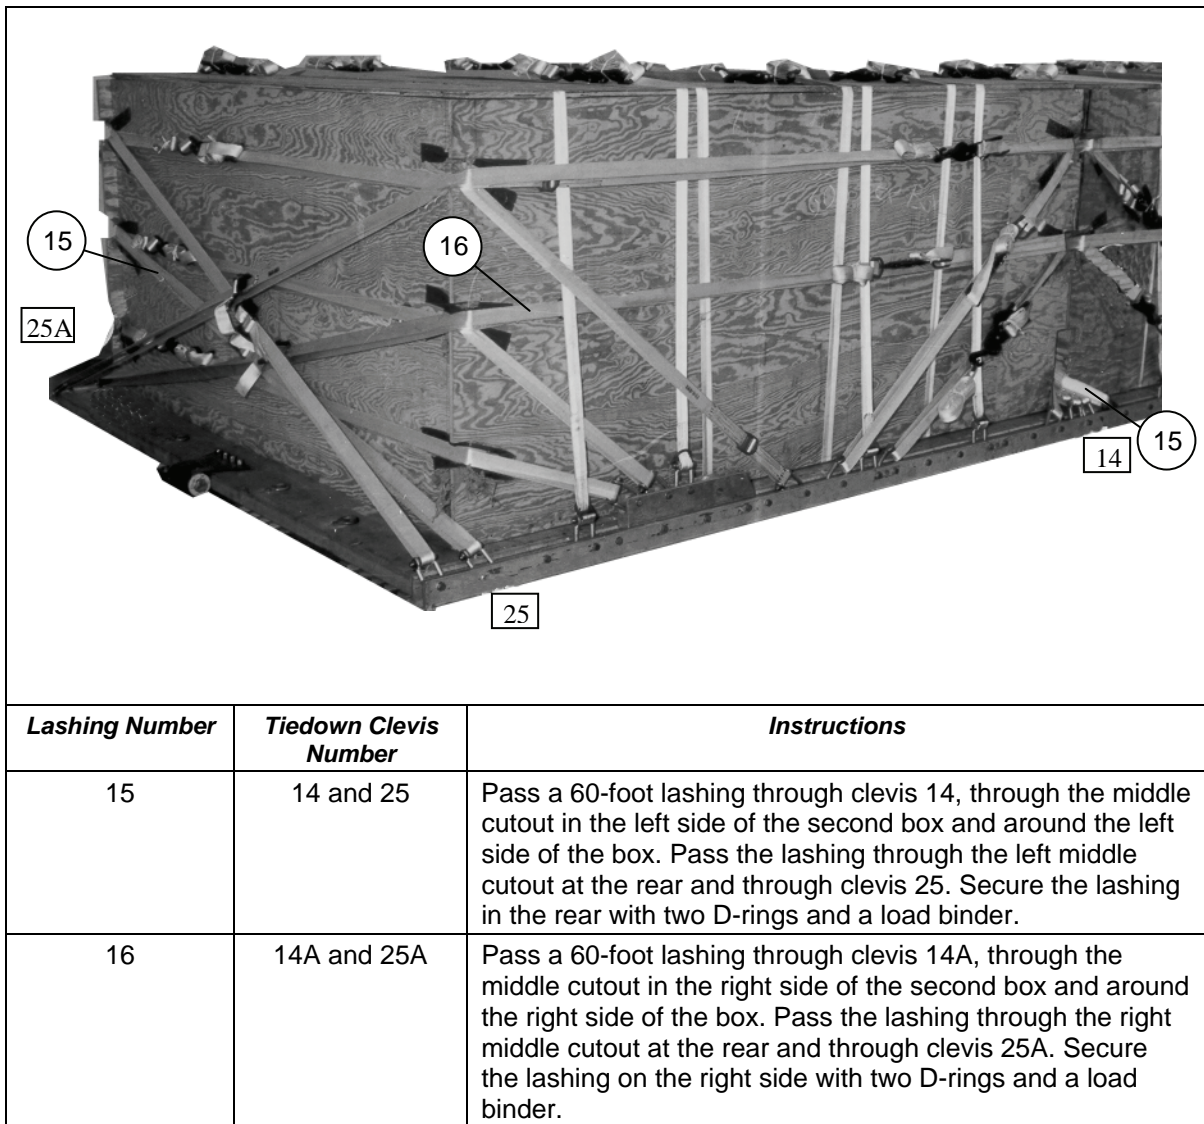 15
16
25A
14
15
25
Lashing Number
Tiedown Clevis
Number
Instructions
15
14 and 25
Pass a 60-foot lashing through clevis 14, through the middle
cutout in the left side of the second box and around the left
side of the box. Pass the lashing through the left middle
cutout at the rear and through clevis 25. Secure the lashing
in the rear with two D-rings and a load binder.
16
14A and 25A
Pass a 60-foot lashing through clevis 14A, through the
middle cutout in the right side of the second box and around
the right side of the box. Pass the lashing through the right
middle cutout at the rear and through clevis 25A. Secure
the lashing on the right side with two D-rings and a load
binder.